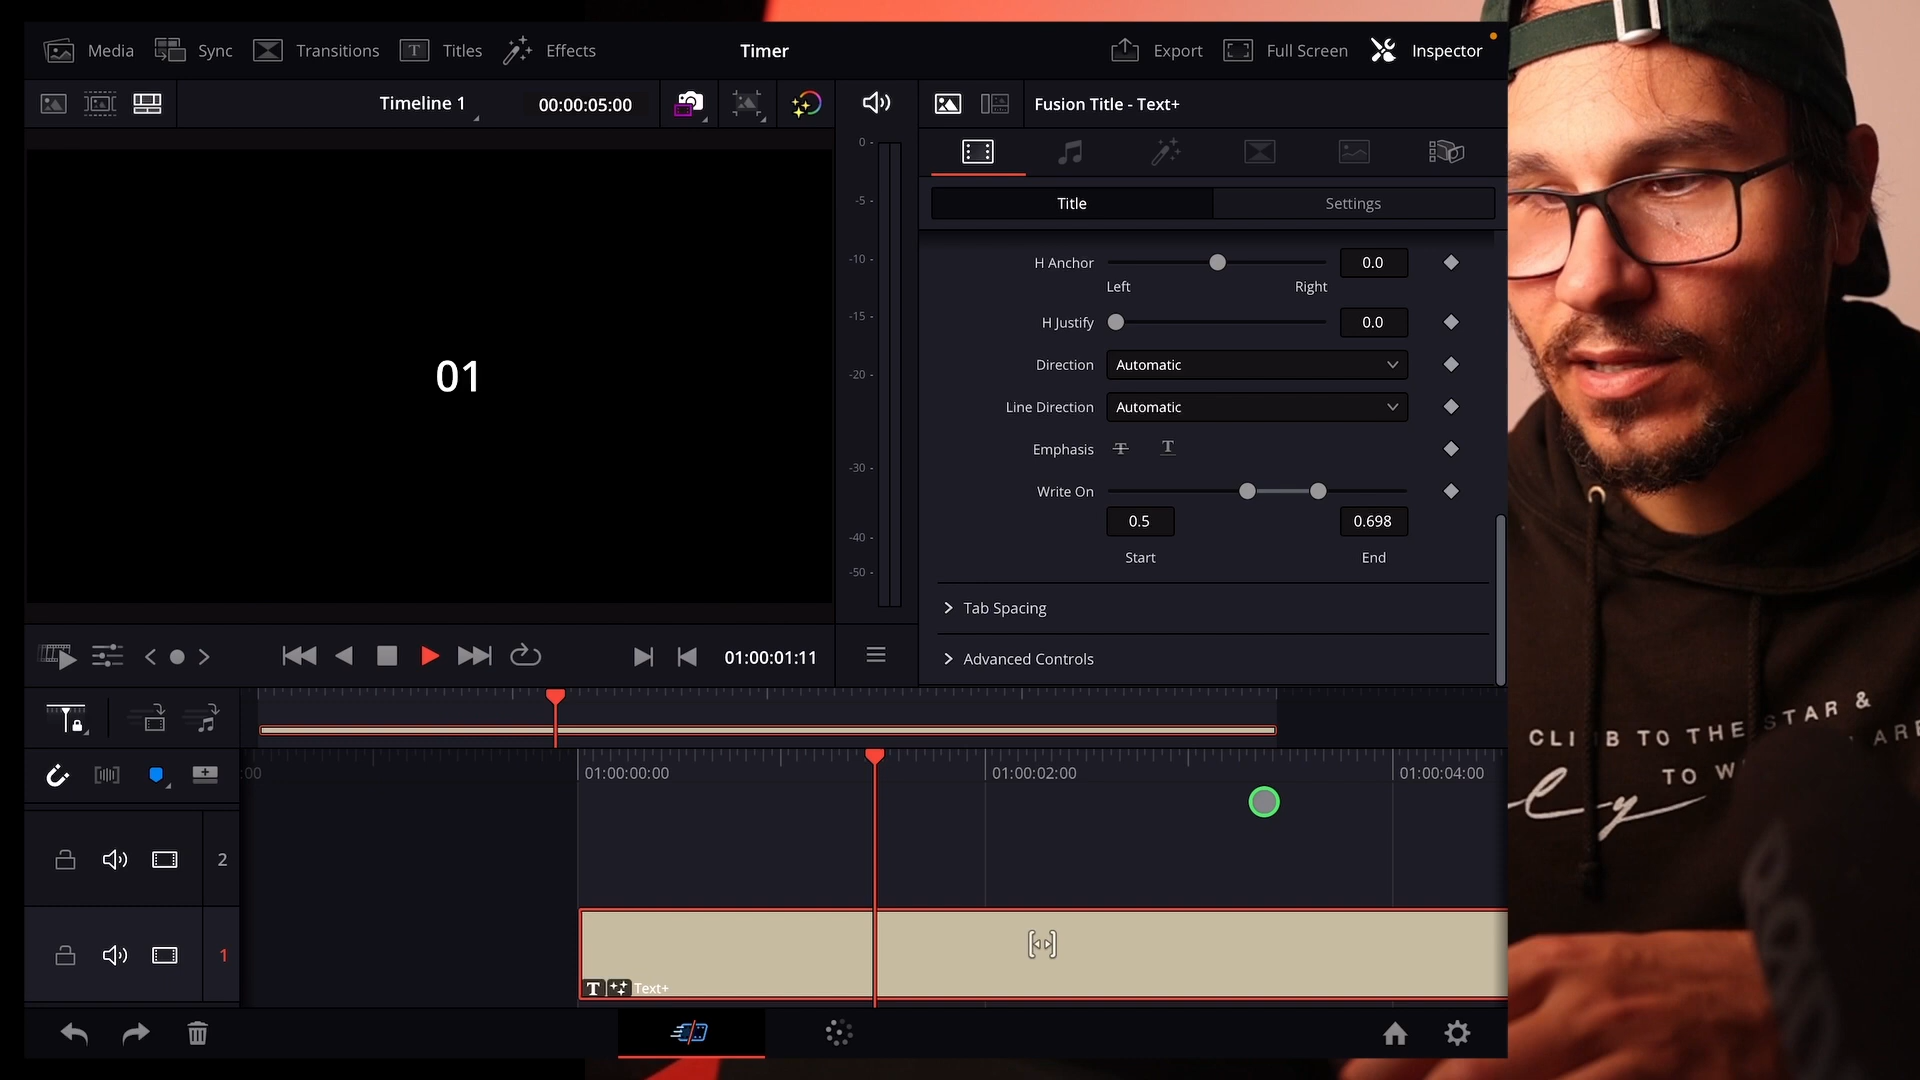 Media Sync Transitions Titles Effects Timer Export Full Screen Inspector
Timeline 1 00:00:05:00 Fusion Title - Text+
0
-5
-10
-15
-20
-30
-40
-50
Title Settings
H Anchor 0.0
Left Right
H Justify 0.0
Direction Automatic
Line Direction Automatic
Emphasis T T
Write On
0.5 0.698
Start End
Tab Spacing
Advanced Controls
01
01:00:01:11
:00 01:00:00:00 01:00:02:00 01:00:04:00
2
1
T Text+
CLI B TO THE STAR &
ARE
TO W
ly